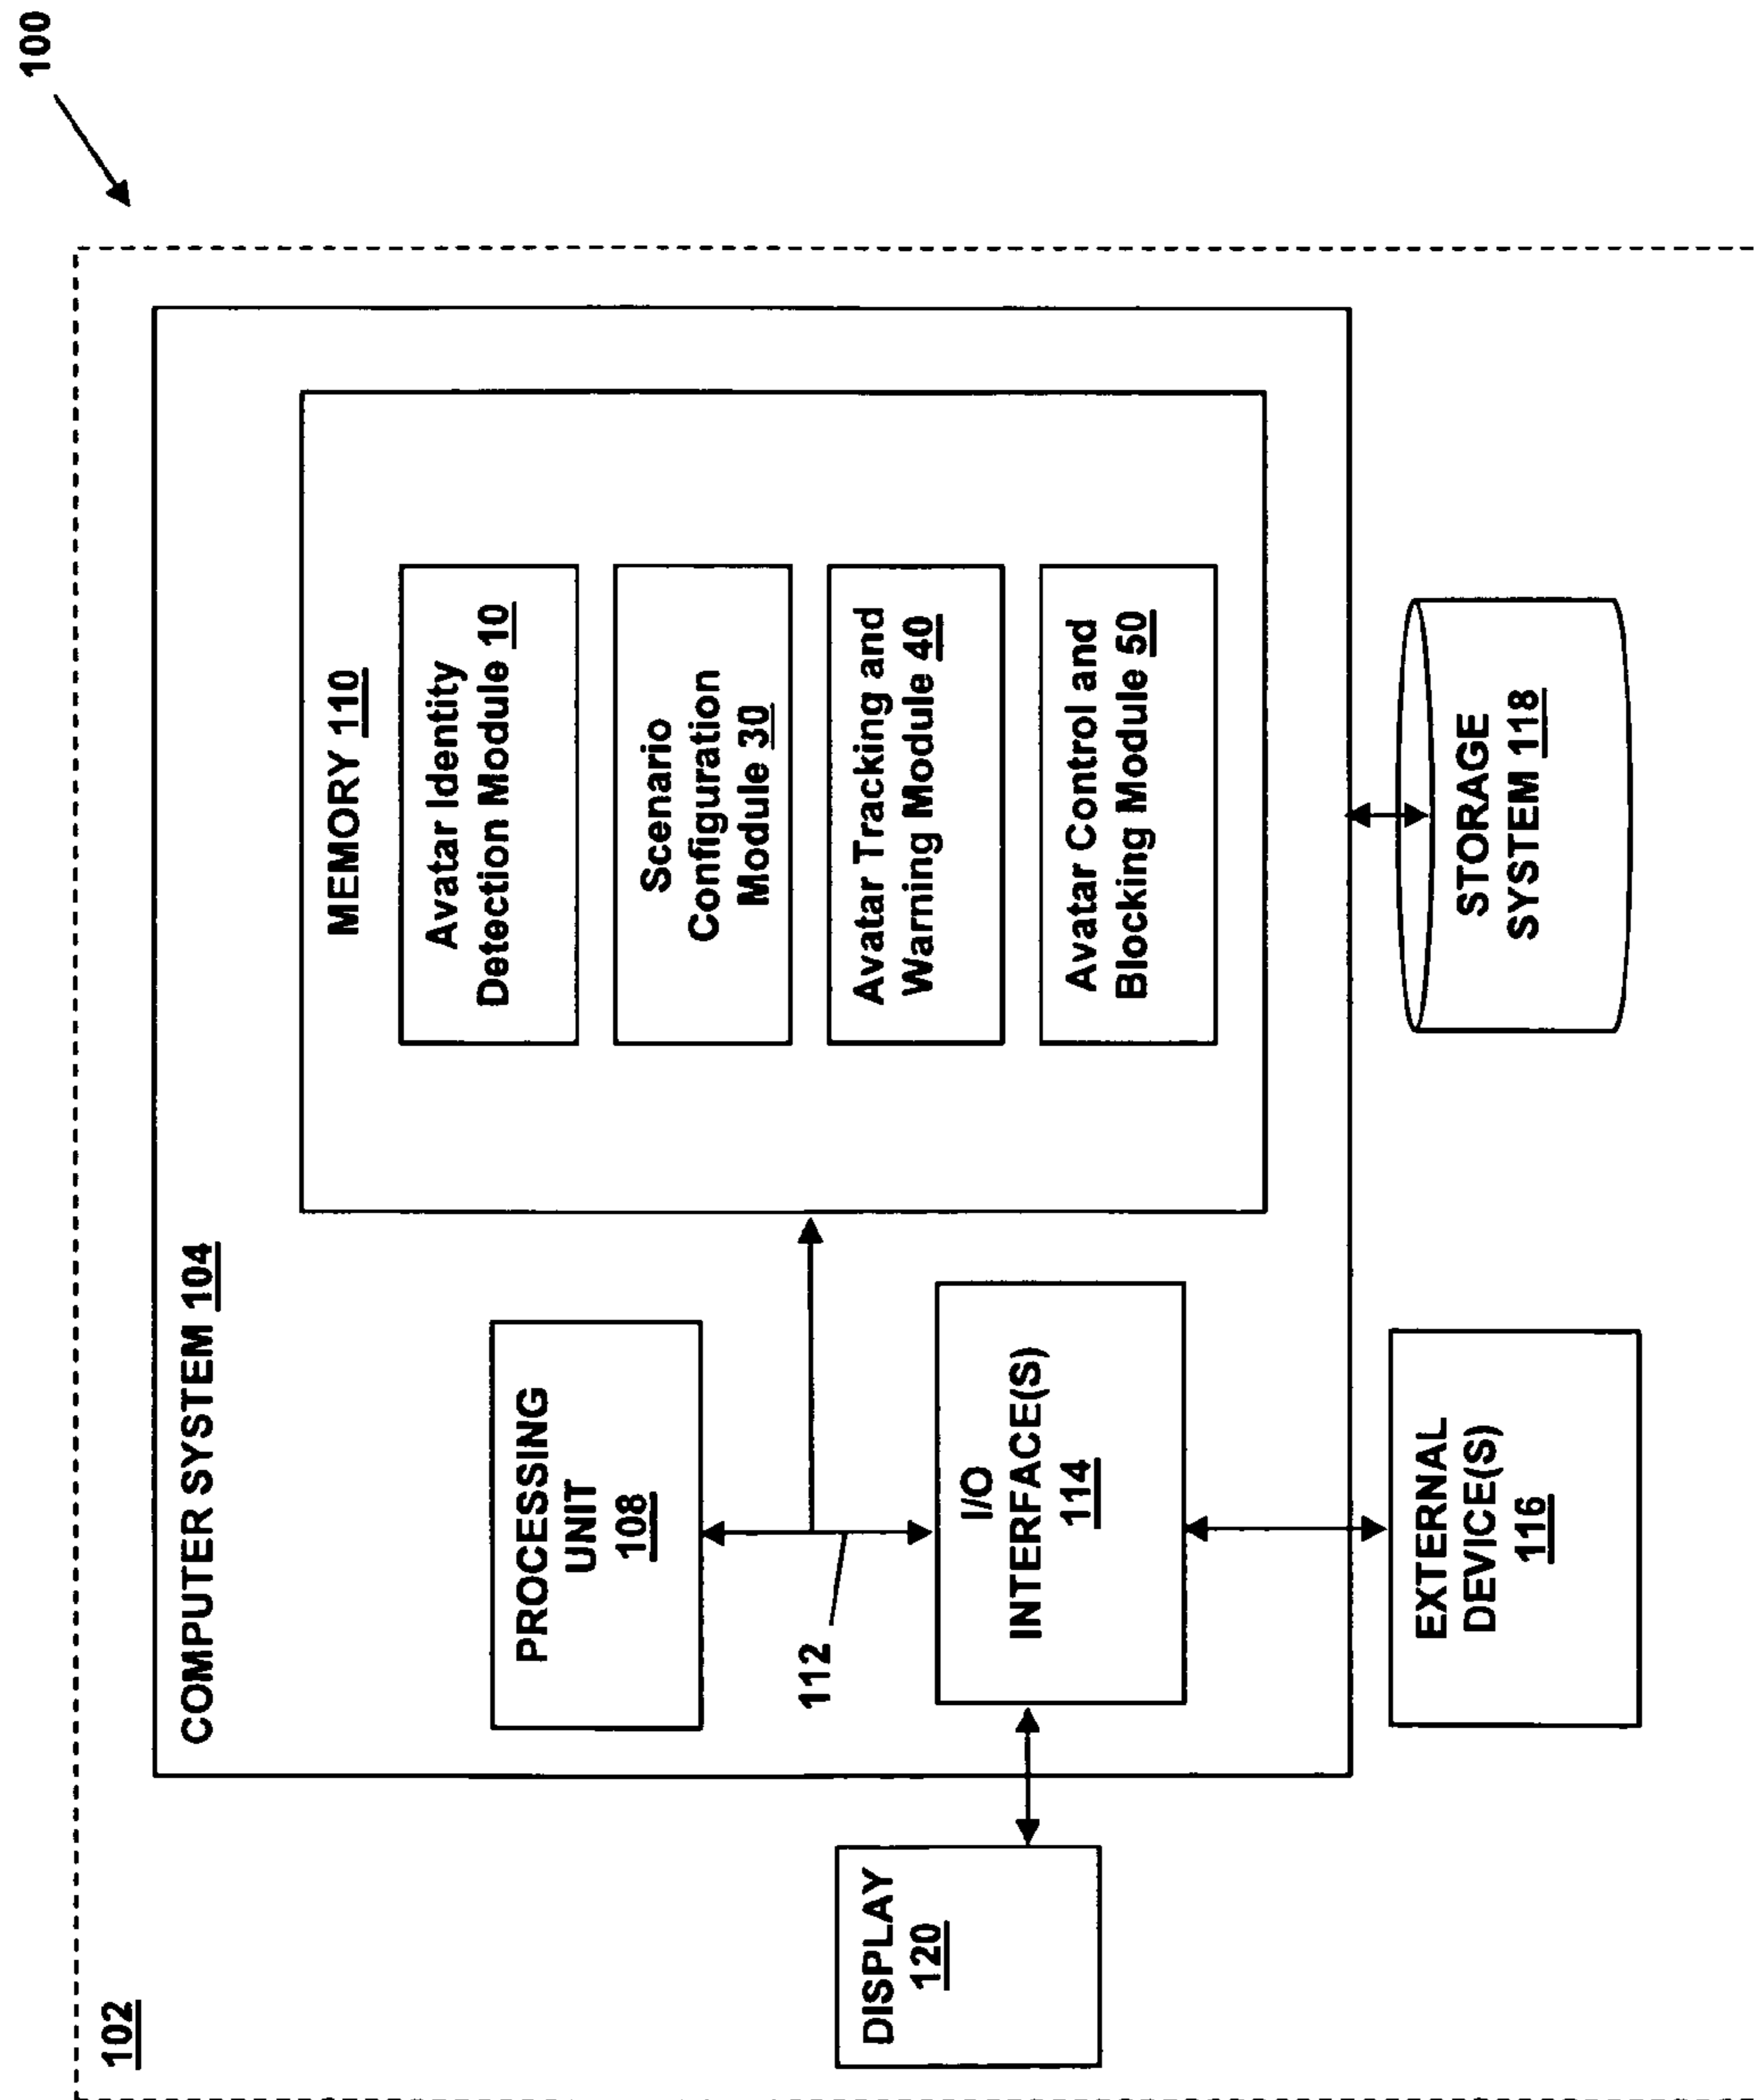 100
102
COMPUTER SYSTEM 104
PROCESSING
UNIT
108
MEMORY 110
Avatar Identity
Detection Module 10
Scenario
Configuration
Module 30
Avatar Tracking and
Warning Module 40
Avatar Control and
Blocking Module 50
112
I/O
INTERFACE(S)
114
DISPLAY
120
EXTERNAL
DEVICE(S)
116
STORAGE
SYSTEM 118